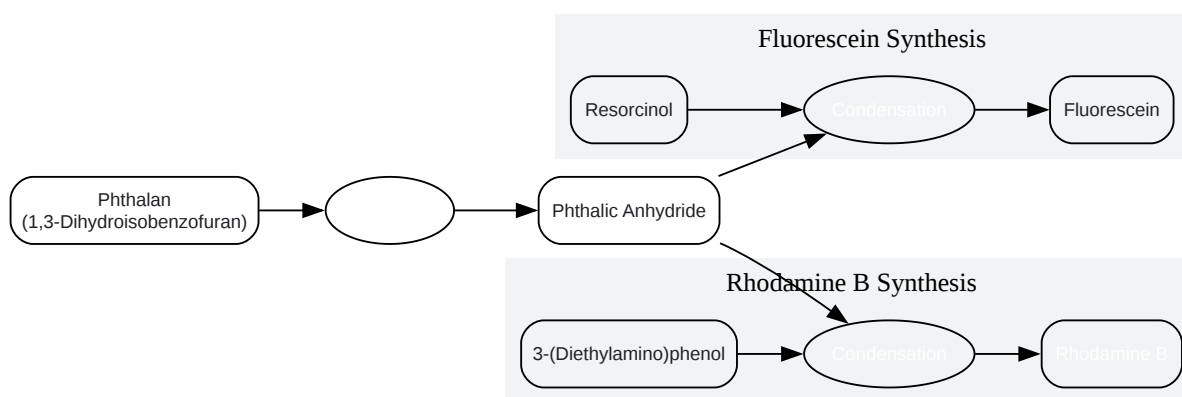 Fluorescein Synthesis
Resorcinol
Condensation
Fluorescein
Phthalan
(1,3-Dihydroisobenzofuran)
Phthalic Anhydride
Rhodamine B Synthesis
3-(Diethylamino)phenol
Condensation
Rhodamine B